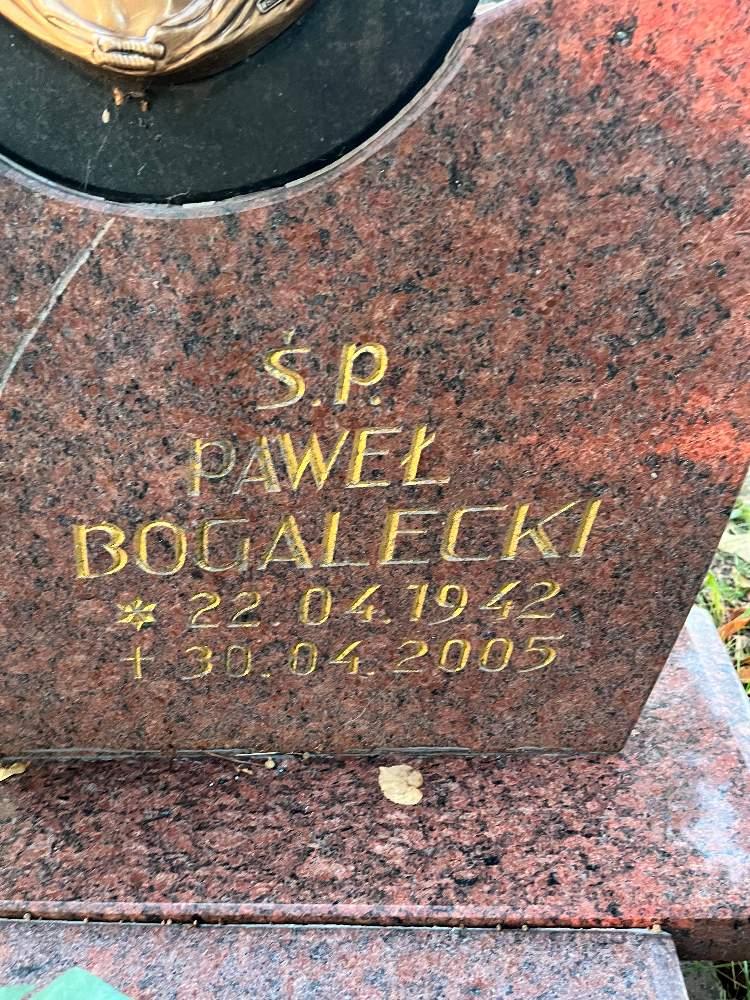 Ś.P.
PAWEŁ
BOGALECKI
* 22.04.1942
† 30.04.2005